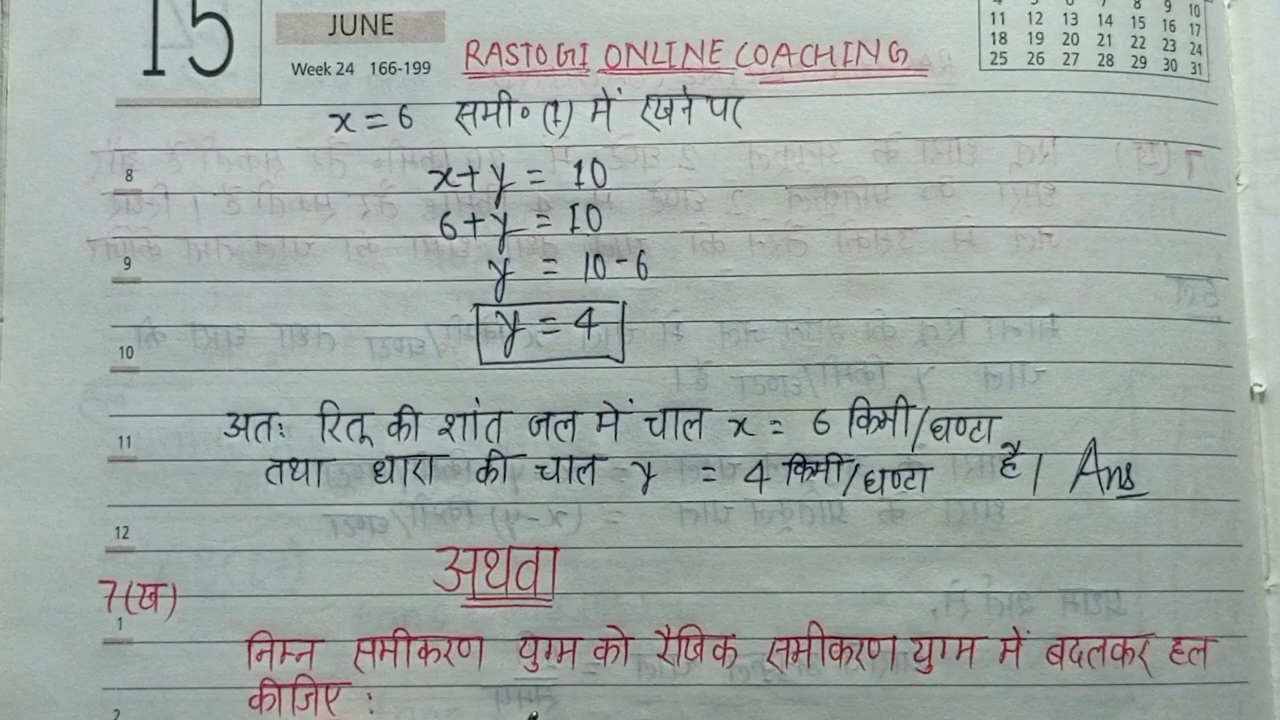 15
JUNE
Week 24 166-199
RASTOGI ONLINE COACHING
8 9 10
11 12 13 14 15 16 17
18 19 20 21 22 23 24
25 26 27 28 29 30 31
x = 6 समी० (1) में रखने पर
8
x + y = 10
6 + y = 10
9
y = 10 - 6
y = 4
10
11
अतः रितू की शांत जल में चाल x = 6 किमी/घण्टा
तथा धारा की चाल y = 4 किमी/घण्टा है। Ans
12
अथवा
7(ख)
1
निम्न समीकरण युग्म को रैखिक समीकरण युग्म में बदलकर हल
कीजिए :
2